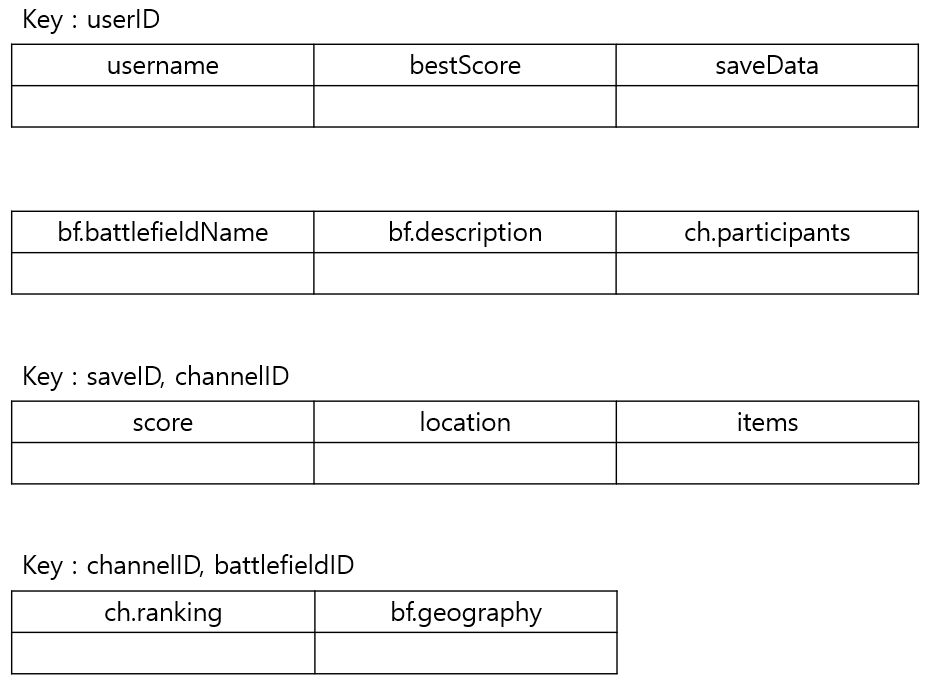 Key : userID
username bestScore saveData
bf.battlefieldName bf.description ch.participants
Key : saveID, channelID
score location items
Key : channelID, battlefieldID
ch.ranking bf.geography